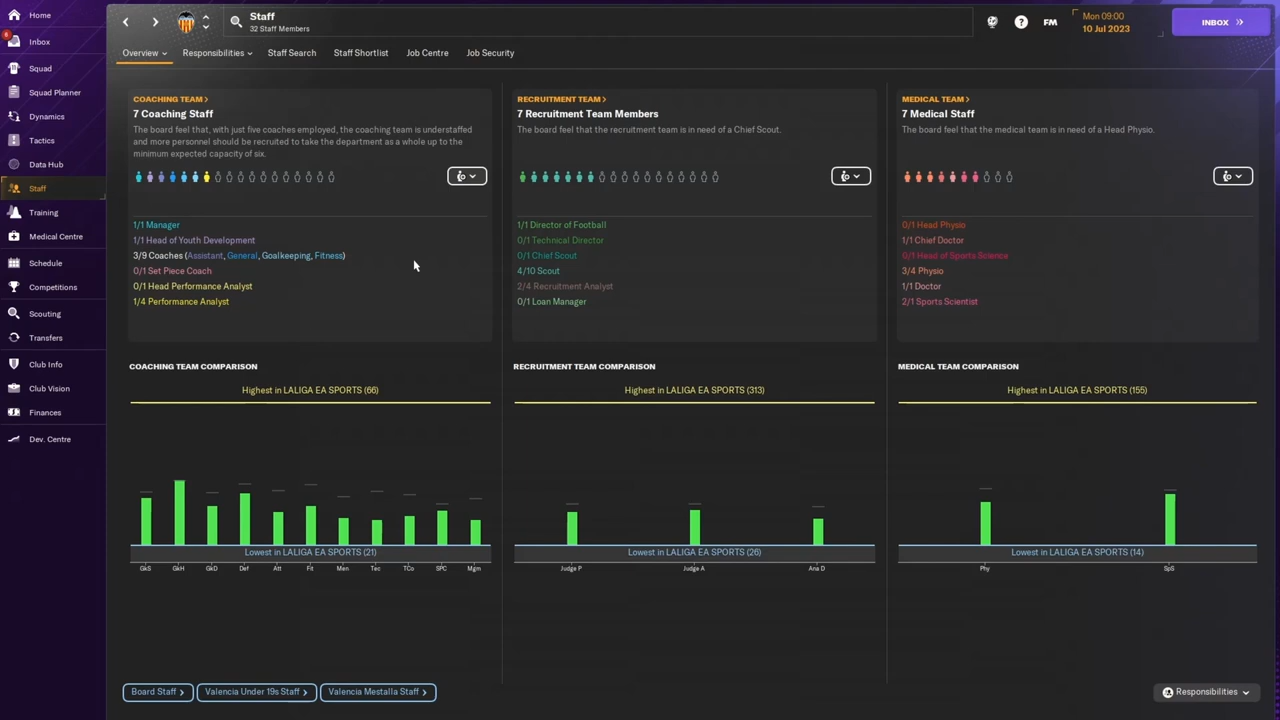 Home
Inbox
Squad
Squad Planner
Dynamics
Tactics
Data Hub
Staff
Training
Medical Centre
Schedule
Competitions
Scouting
Transfers
Club Info
Club Vision
Finances
Dev. Centre
Staff
32 Staff Members
?
FM
Mon 09:00
10 Jul 2023
INBOX
Overview
Responsibilities
Staff Search
Staff Shortlist
Job Centre
Job Security
COACHING TEAM >
7 Coaching Staff
The board feel that, with just five coaches employed, the coaching team is understaffed
and more personnel should be recruited to take the department as a whole up to the
minimum expected capacity of six.
1/1 Manager
1/1 Head of Youth Development
3/9 Coaches (Assistant, General, Goalkeeping, Fitness)
0/1 Set Piece Coach
0/1 Head Performance Analyst
1/4 Performance Analyst
RECRUITMENT TEAM >
7 Recruitment Team Members
The board feel that the recruitment team is in need of a Chief Scout.
1/1 Director of Football
0/1 Technical Director
0/1 Chief Scout
4/10 Scout
2/4 Recruitment Analyst
0/1 Loan Manager
MEDICAL TEAM >
7 Medical Staff
The board feel that the medical team is in need of a Head Physio.
0/1 Head Physio
1/1 Chief Doctor
0/1 Head of Sports Science
3/4 Physio
1/1 Doctor
2/1 Sports Scientist
COACHING TEAM COMPARISON
Highest in LALIGA EA SPORTS (66)
Lowest in LALIGA EA SPORTS (21)
GkS GkH GkD Def Att Fit Men Tec TCo SPC Mgm
RECRUITMENT TEAM COMPARISON
Highest in LALIGA EA SPORTS (313)
Lowest in LALIGA EA SPORTS (26)
Judge P Judge A Ana D
MEDICAL TEAM COMPARISON
Highest in LALIGA EA SPORTS (155)
Lowest in LALIGA EA SPORTS (14)
Phy SpS
Board Staff >
Valencia Under 19s Staff >
Valencia Mestalla Staff >
Responsibilities